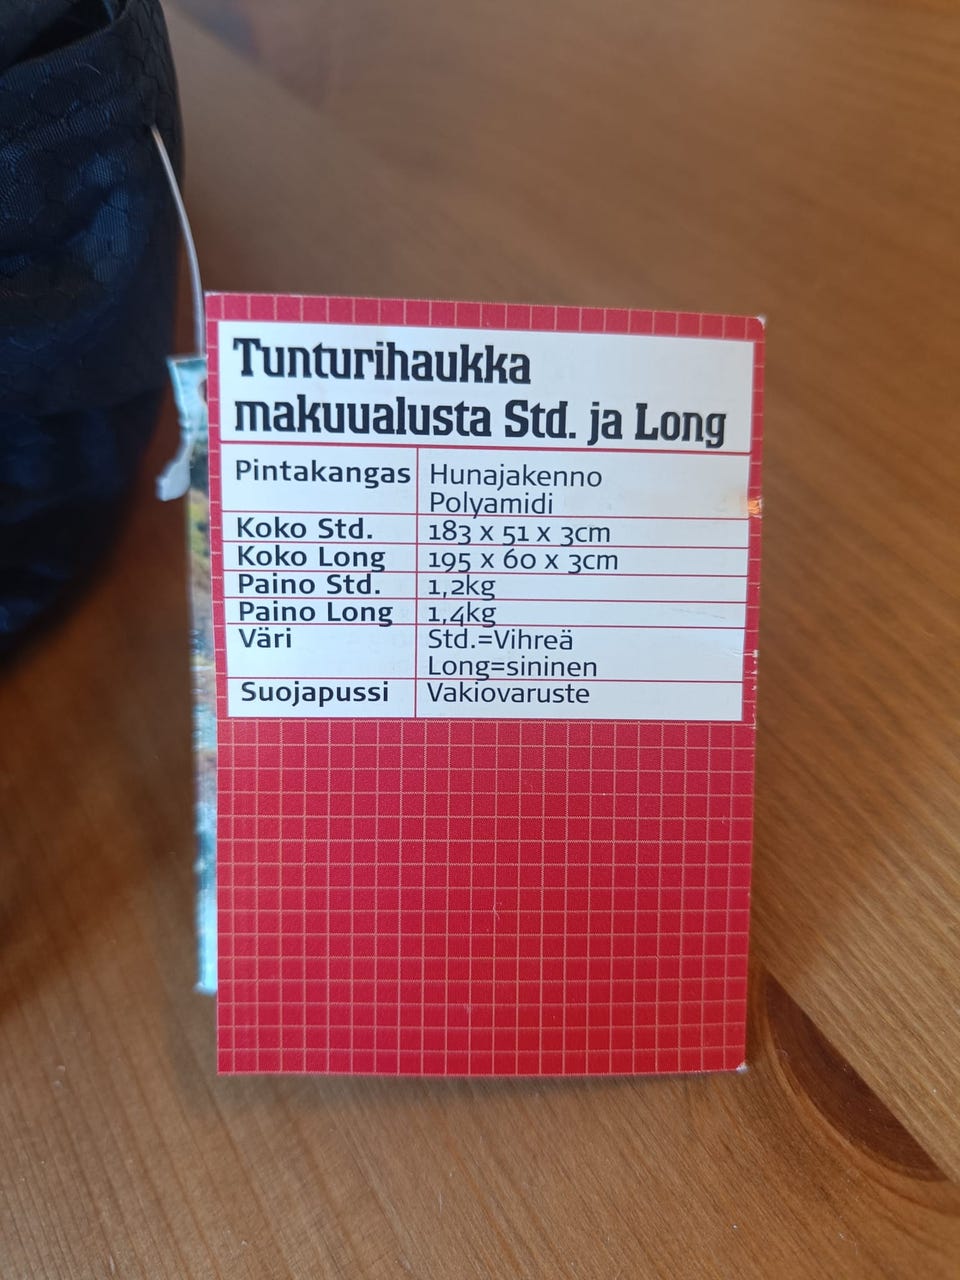 Tunturihaukka
makuualusta Std. ja Long
Pintakangas Hunajakenno
Polyamidi
Koko Std. 183 x 51 x 3cm
Koko Long 195 x 60 x 3cm
Paino Std. 1,2kg
Paino Long 1,4kg
Väri Std.=Vihreä
Long=sininen
Suojapussi Vakiovaruste